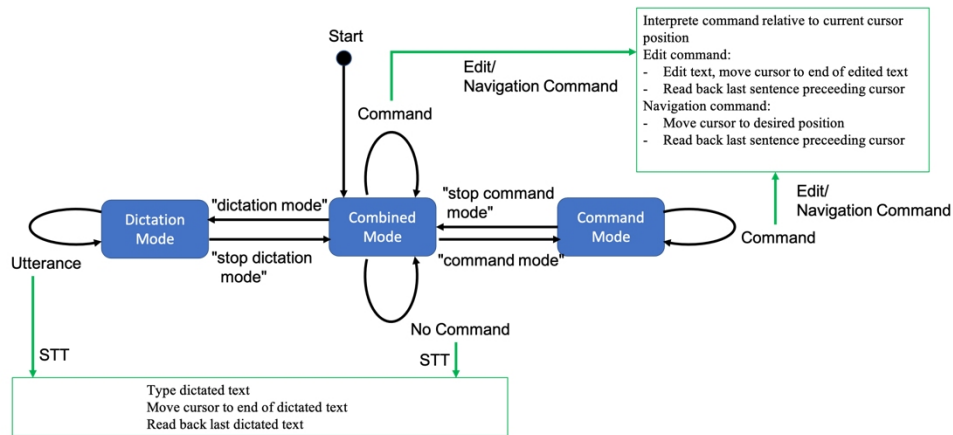 Start
Interprete command relative to current cursor
position
Edit command:
- Edit text, move cursor to end of edited text
- Read back last sentence preceeding cursor
Navigation command:
- Move cursor to desired position
- Read back last sentence preceeding cursor
Edit/
Navigation Command
Command
"dictation mode"
"stop command
mode"
Edit/
Navigation Command
Dictation
Mode
Combined
Mode
Command
Mode
Command
Utterance
"stop dictation
mode"
"command mode"
No Command
STT
STT
Type dictated text
Move cursor to end of dictated text
Read back last dictated text